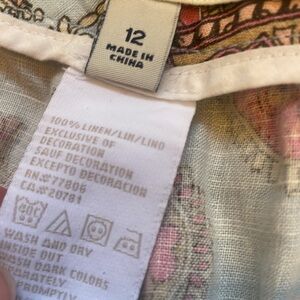 12
MADE IN
CHINA
100% LINEN/LIN/LINO
EXCLUSIVE OF
DECORATION
SAUF DECORATION
EXCEPTO DECORACION
RN#77806
CA#20781
WASH AND DRY
INSIDE OUT
WASH DARK COLORS
SEPARATELY
PROMPTLY